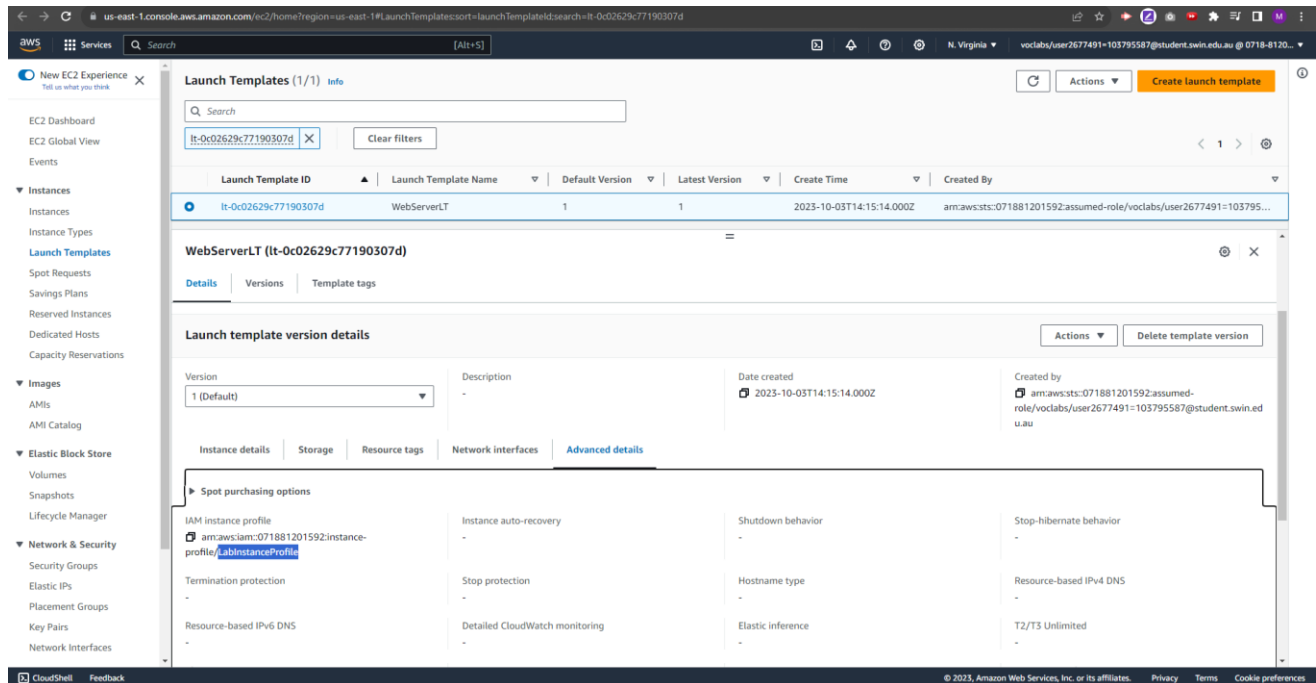 us-east-1.console.aws.amazon.com/ec2/home?region=us-east-1#LaunchTemplates:sort=launchTemplateId;search=lt-0c02629c77190307d
M
aws Services Search [Alt+S] N. Virginia voclabs/user2677491=103795587@student.swin.edu.au @ 0718-8120...
New EC2 Experience
Tell us what you think
EC2 Dashboard
EC2 Global View
Events
Instances
Instances
Instance Types
Launch Templates
Spot Requests
Savings Plans
Reserved Instances
Dedicated Hosts
Capacity Reservations
Images
AMIs
AMI Catalog
Elastic Block Store
Volumes
Snapshots
Lifecycle Manager
Network & Security
Security Groups
Elastic IPs
Placement Groups
Key Pairs
Network Interfaces
Launch Templates (1/1) Info
Actions
Create launch template
Search
lt-0c02629c77190307d
Clear filters
1
Launch Template ID Launch Template Name Default Version Latest Version Create Time Created By
lt-0c02629c77190307d WebServerLT 1 1 2023-10-03T14:15:14.000Z arn:aws:sts::071881201592:assumed-role/voclabs/user2677491=103795...
WebServerLT (lt-0c02629c77190307d)
Details Versions Template tags
Launch template version details
Actions
Delete template version
Version
1 (Default)
Description
-
Date created
2023-10-03T14:15:14.000Z
Created by
arn:aws:sts::071881201592:assumed-
role/voclabs/user2677491=103795587@student.swin.ed
u.au
Instance details Storage Resource tags Network interfaces Advanced details
Spot purchasing options
IAM instance profile
arn:aws:iam::071881201592:instance-
profile/LabInstanceProfile
Instance auto-recovery
-
Shutdown behavior
-
Stop-hibernate behavior
-
Termination protection
-
Stop protection
-
Hostname type
-
Resource-based IPv4 DNS
-
Resource-based IPv6 DNS
-
Detailed CloudWatch monitoring
-
Elastic inference
-
T2/T3 Unlimited
-
CloudShell Feedback © 2023, Amazon Web Services, Inc. or its affiliates. Privacy Terms Cookie preferences